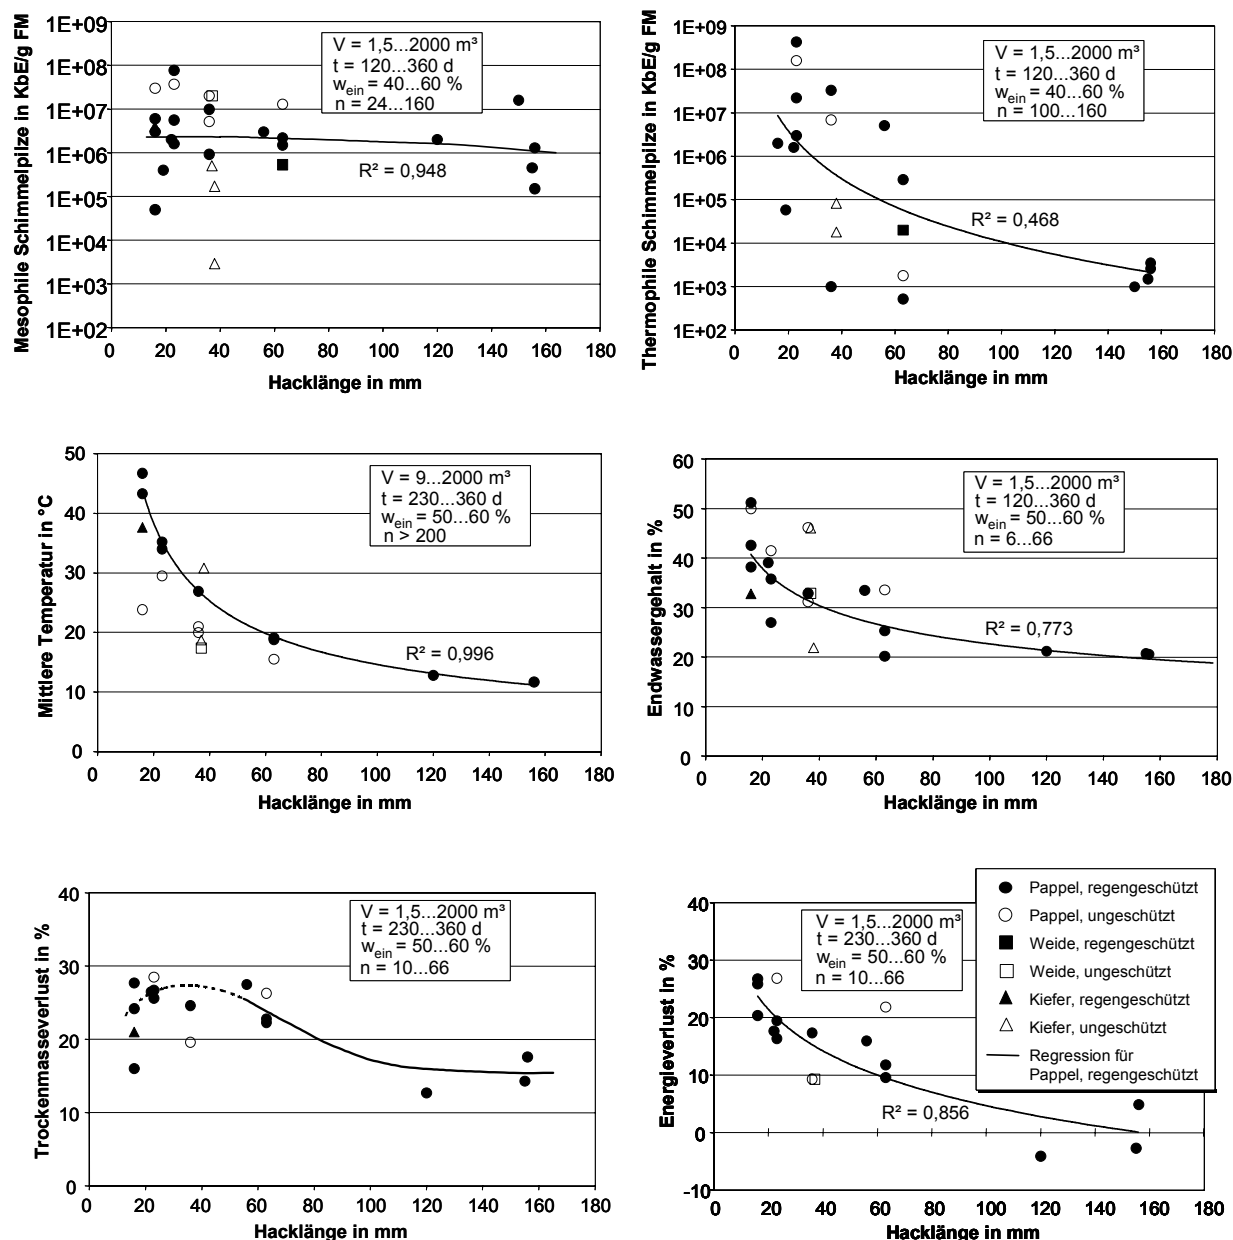 Mesophile Schimmelpilze in KbE/g FM
1E+09
1E+08
1E+07
1E+06
1E+05
1E+04
1E+03
1E+02
V = 1,5...2000 m³
t = 120...360 d
wein = 40...60 %
n = 24...160
R² = 0,948
0 20 40 60 80 100 120 140 160 180
Hacklänge in mm
Thermophile Schimmelpilze in KbE/g FM
1E+09
1E+08
1E+07
1E+06
1E+05
1E+04
1E+03
1E+02
V = 1,5...2000 m³
t = 120...360 d
wein = 40...60 %
n = 100...160
R² = 0,468
0 20 40 60 80 100 120 140 160 180
Hacklänge in mm
Mittlere Temperatur in °C
50
40
30
20
10
0
V = 9...2000 m³
t = 230...360 d
wein = 50...60 %
n > 200
R² = 0,996
0 20 40 60 80 100 120 140 160 180
Hacklänge in mm
Endwassergehalt in %
60
50
40
30
20
10
0
V = 1,5...2000 m³
t = 120...360 d
wein = 50...60 %
n = 6...66
R² = 0,773
0 20 40 60 80 100 120 140 160 180
Hacklänge in mm
Trockenmasseverlust in %
40
30
20
10
0
V = 1,5...2000 m³
t = 230...360 d
wein = 50...60 %
n = 10...66
0 20 40 60 80 100 120 140 160 180
Hacklänge in mm
Energieverlust in %
40
30
20
10
0
-10
V = 1,5...2000 m³
t = 230...360 d
wein = 50...60 %
n = 10...66
R² = 0,856
Pappel, regengeschützt
Pappel, ungeschützt
Weide, regengeschützt
Weide, ungeschützt
Kiefer, regengeschützt
Kiefer, ungeschützt
Regression für
Pappel, regengeschützt
0 20 40 60 80 100 120 140 160 180
Hacklänge in mm